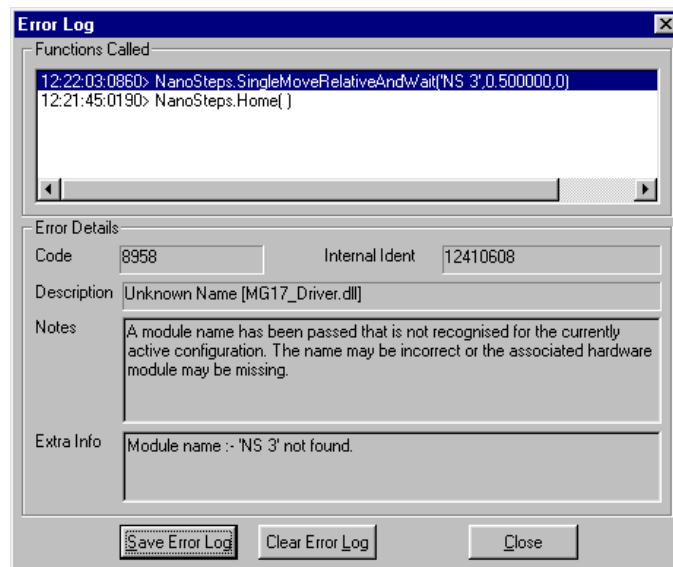 Error Log
Functions Called
12:22:03:0860> NanoSteps.SingleMoveRelativeAndWait('NS 3',0.500000,0)
12:21:45:0190> NanoSteps.Home( )
Error Details
Code 8958 Internal Ident 12410608
Description Unknown Name [MG17_Driver.dll]
Notes A module name has been passed that is not recognised for the currently
active configuration. The name may be incorrect or the associated hardware
module may be missing.
Extra Info Module name :- 'NS 3' not found.
Save Error Log Clear Error Log Close